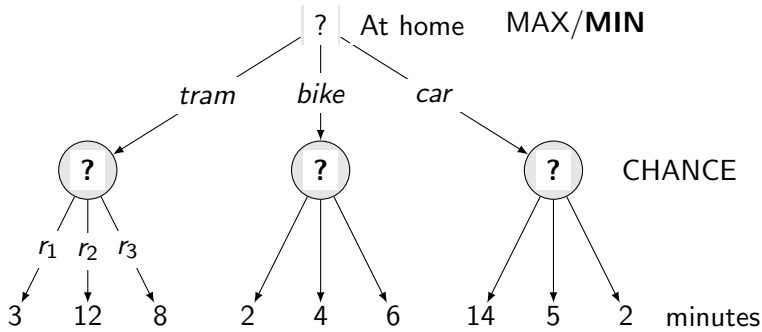 ? At home MAX/MIN
tram bike car
? ? ? CHANCE
r1 r2 r3
3 12 8 2 4 6 14 5 2 minutes